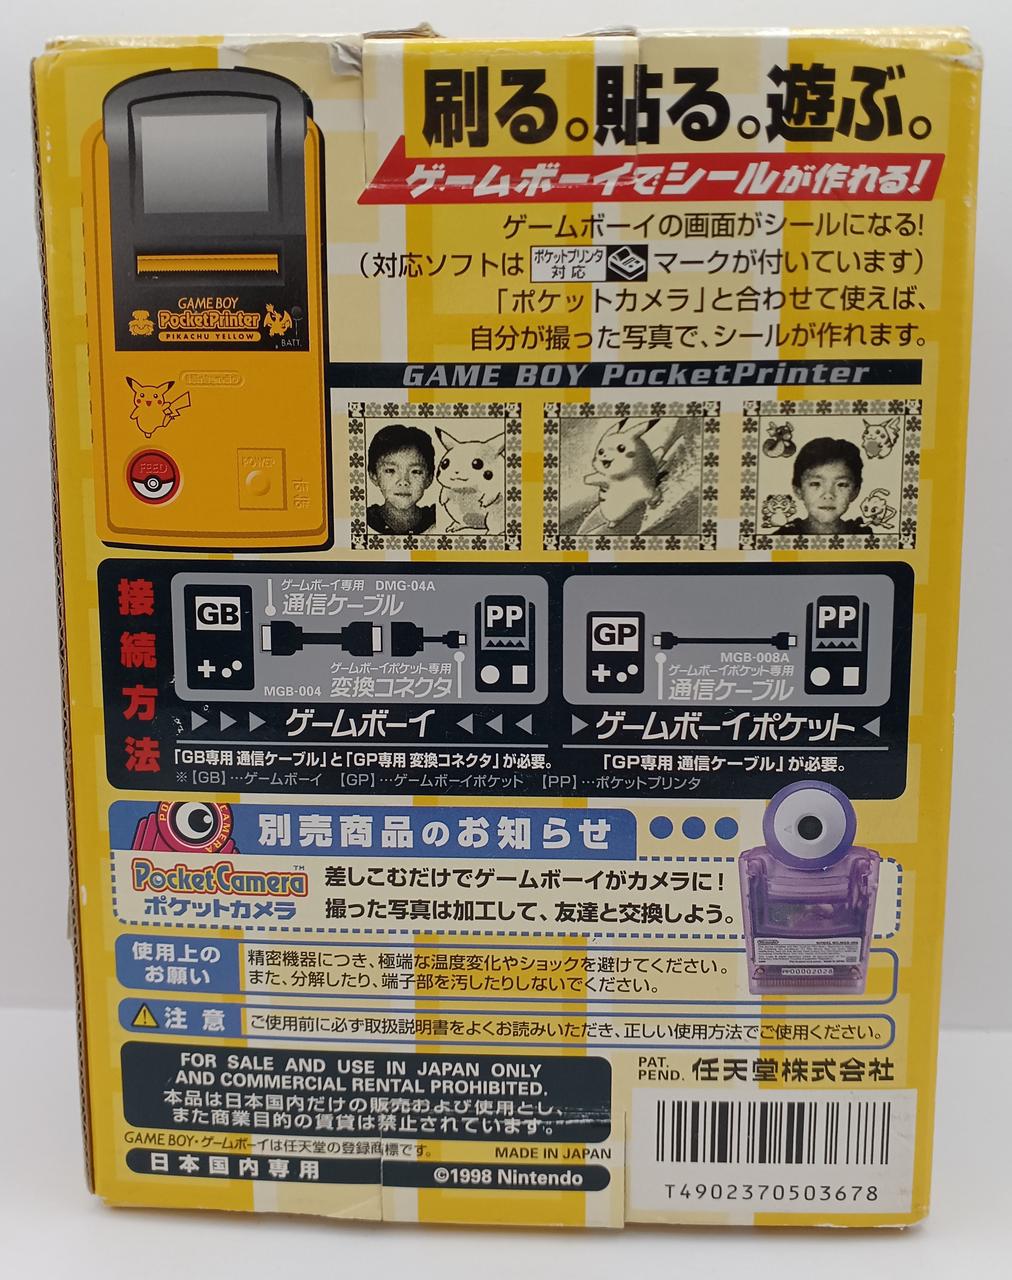 刷る。貼る。遊ぶ。
ゲームボーイでシールが作れる!
ゲームボーイの画面がシールになる!
(対応ソフトは ポケットプリンタ対応 マークが付いています)
「ポケットカメラ」と合わせて使えば、
自分が撮った写真で、シールが作れます。
GAME BOY PocketPrinter
GAME BOY
PocketPrinter
PIKACHU YELLOW
BATT.
Nintendo
FEED
POWER
ON
OFF
接続方法
GB
ゲームボーイ専用 DMG-04A
通信ケーブル
PP
ゲームボーイポケット専用
MGB-004 変換コネクタ
ゲームボーイ
「GB専用 通信ケーブル」と「GP専用 変換コネクタ」が必要。
GP
PP
MGB-008A
ゲームボーイポケット専用
通信ケーブル
ゲームボーイポケット
「GP専用 通信ケーブル」が必要。
※【GB】…ゲームボーイ 【GP】…ゲームボーイポケット 【PP】…ポケットプリンタ
別売商品のお知らせ
PocketCamera™
ポケットカメラ
差しこむだけでゲームボーイがカメラに!
撮った写真は加工して、友達と交換しよう。
Nintendo
PP00002028
使用上のお願い
精密機器につき、極端な温度変化やショックを避けてください。
また、分解したり、端子部を汚したりしないでください。
注意
ご使用前に必ず取扱説明書をよくお読みいただき、正しい使用方法でご使用ください。
FOR SALE AND USE IN JAPAN ONLY
AND COMMERCIAL RENTAL PROHIBITED.
本品は日本国内だけの販売および使用とし、
また商業目的の賃貸は禁止されています。
GAME BOY・ゲームボーイは任天堂の登録商標です。
日本国内専用
MADE IN JAPAN
©1998 Nintendo
PAT.
PEND. 任天堂株式会社
T4902370503678